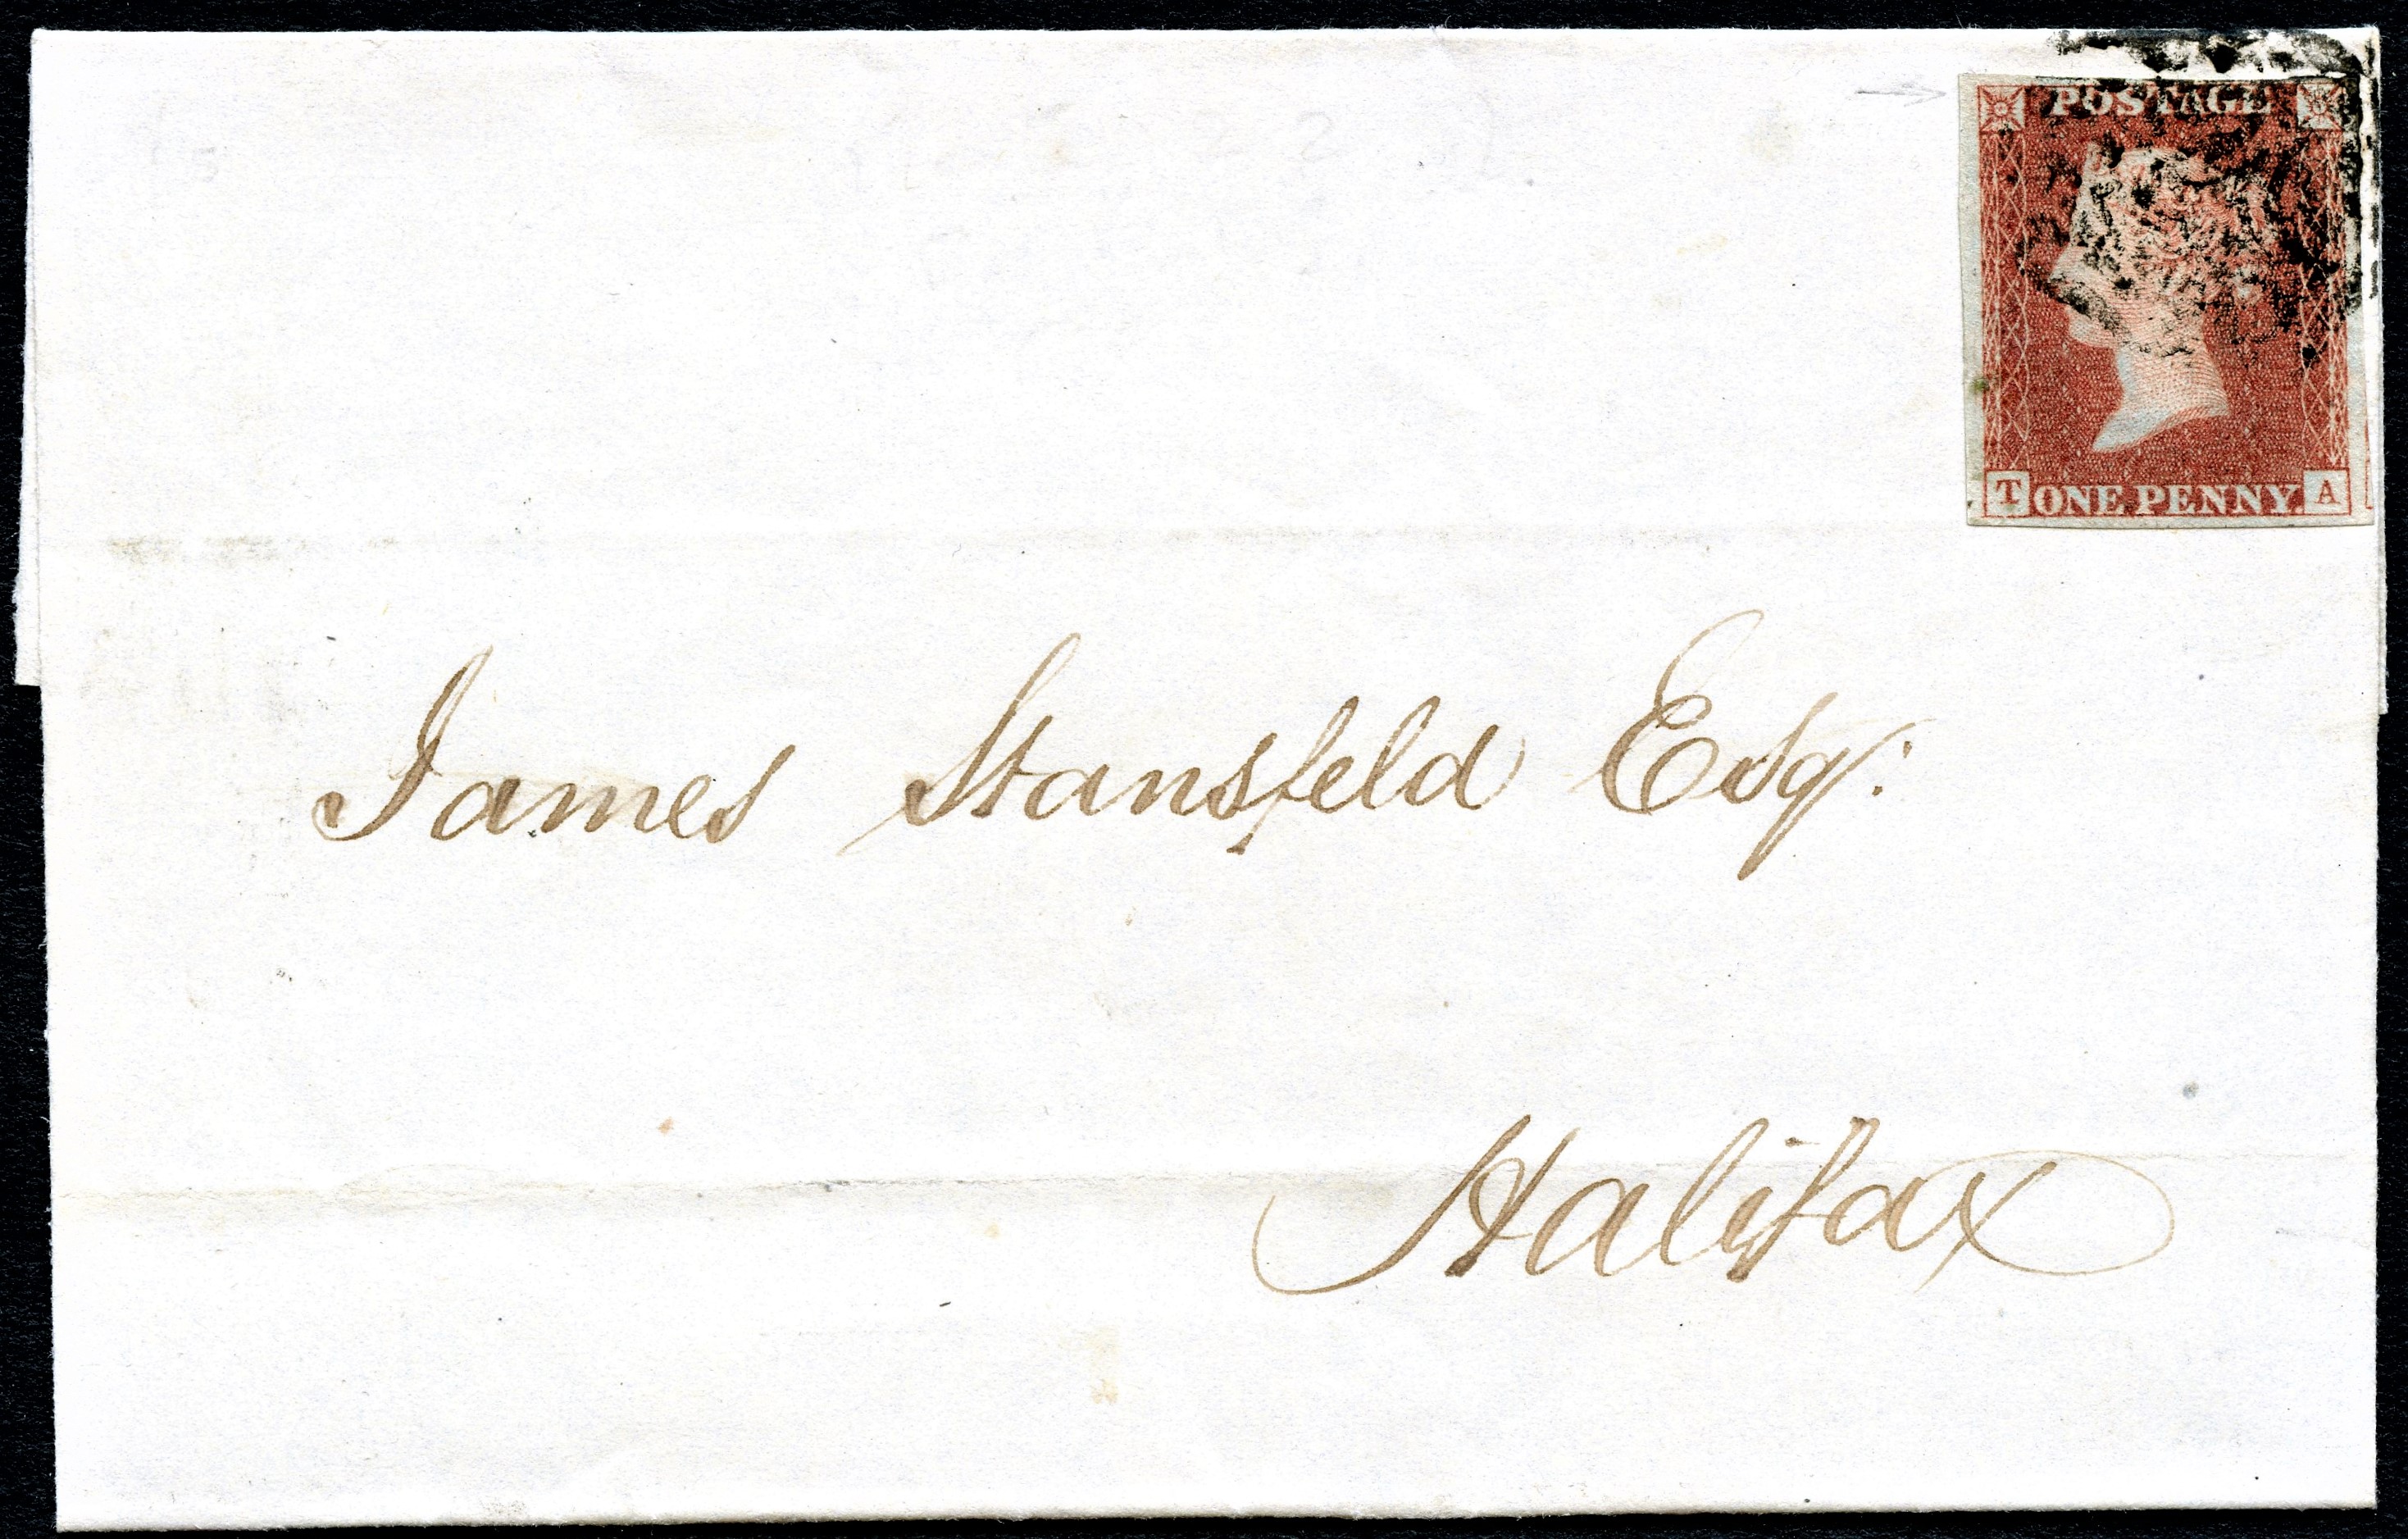 POSTAGE
T ONE PENNY A
James Stansfeld Esq:
Halifax